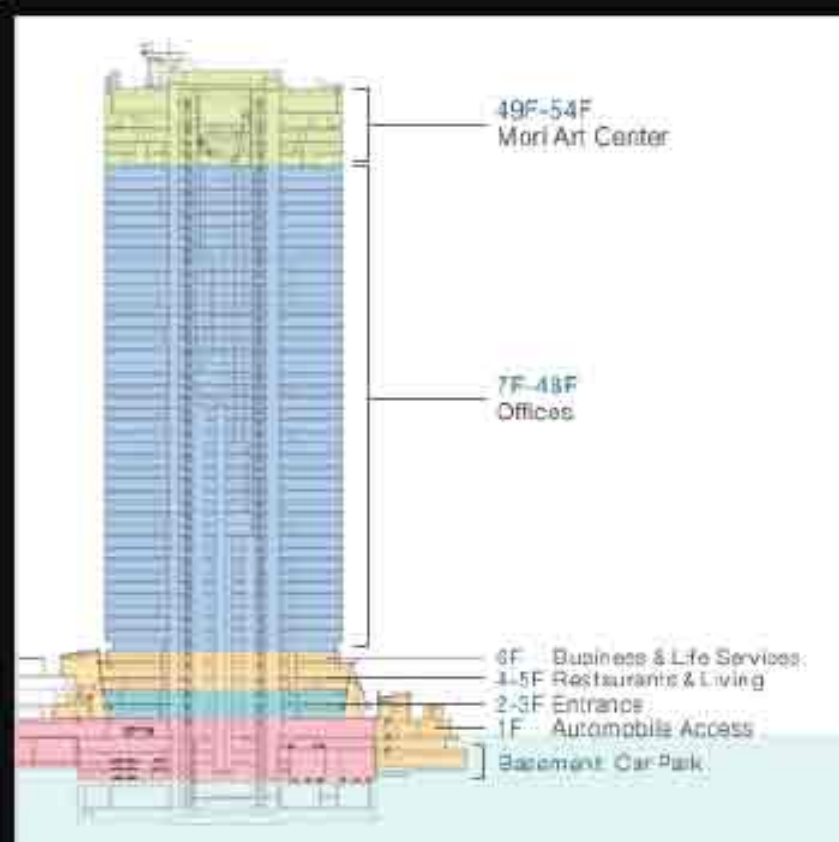 49F-54F
Mori Art Center
7F-48F
Offices
6F Business & Life Services
4-5F Restaurants & Living
2-3F Entrance
1F Automobile Access
Basement Car Park